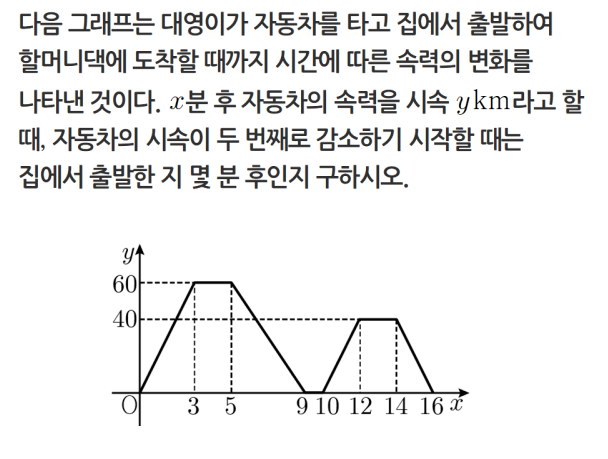 다음 그래프는 대영이가 자동차를 타고 집에서 출발하여
할머니댁에 도착할 때까지 시간에 따른 속력의 변화를
나타낸 것이다. x분 후 자동차의 속력을 시속 y km라고 할
때, 자동차의 시속이 두 번째로 감소하기 시작할 때는
집에서 출발한 지 몇 분 후인지 구하시오.
y
60
40
O 3 5 9 10 12 14 16 x